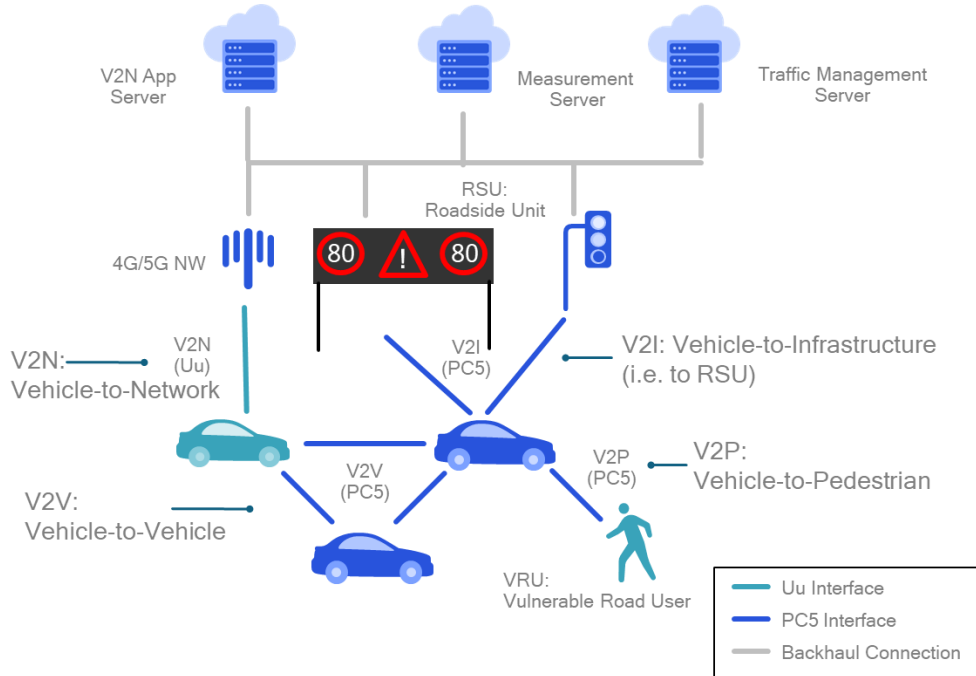 V2N App
Server
Measurement
Server
Traffic Management
Server
RSU:
Roadside Unit
4G/5G NW
80
!
80
V2N
(Uu)
V2I
(PC5)
V2N:
Vehicle-to-Network
V2I: Vehicle-to-Infrastructure
(i.e. to RSU)
V2V
(PC5)
V2P
(PC5)
V2P:
Vehicle-to-Pedestrian
V2V:
Vehicle-to-Vehicle
VRU:
Vulnerable Road User
Uu Interface
PC5 Interface
Backhaul Connection